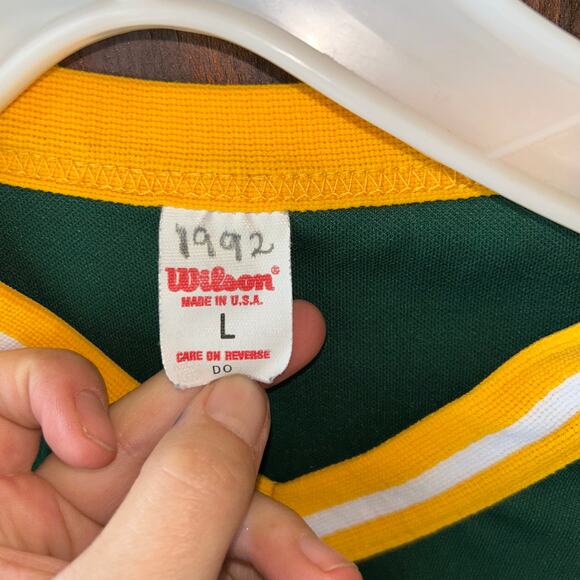 1992
Wilson®
MADE IN U.S.A.
L
CARE ON REVERSE
DO